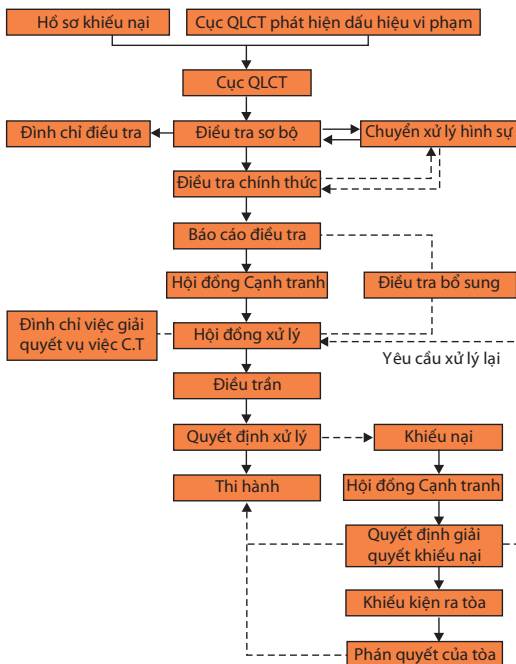 Hồ sơ khiếu nại
Cục QLCT phát hiện dấu hiệu vi phạm
Cục QLCT
Đình chỉ điều tra
Điều tra sơ bộ
Chuyển xử lý hình sự
Điều tra chính thức
Báo cáo điều tra
Hội đồng Cạnh tranh
Điều tra bổ sung
Đình chỉ việc giải
quyết vụ việc C.T
Hội đồng xử lý
Yêu cầu xử lý lại
Điều trần
Quyết định xử lý
Khiếu nại
Thi hành
Hội đồng Cạnh tranh
Quyết định giải
quyết khiếu nại
Khiếu kiện ra tòa
Phán quyết của tòa